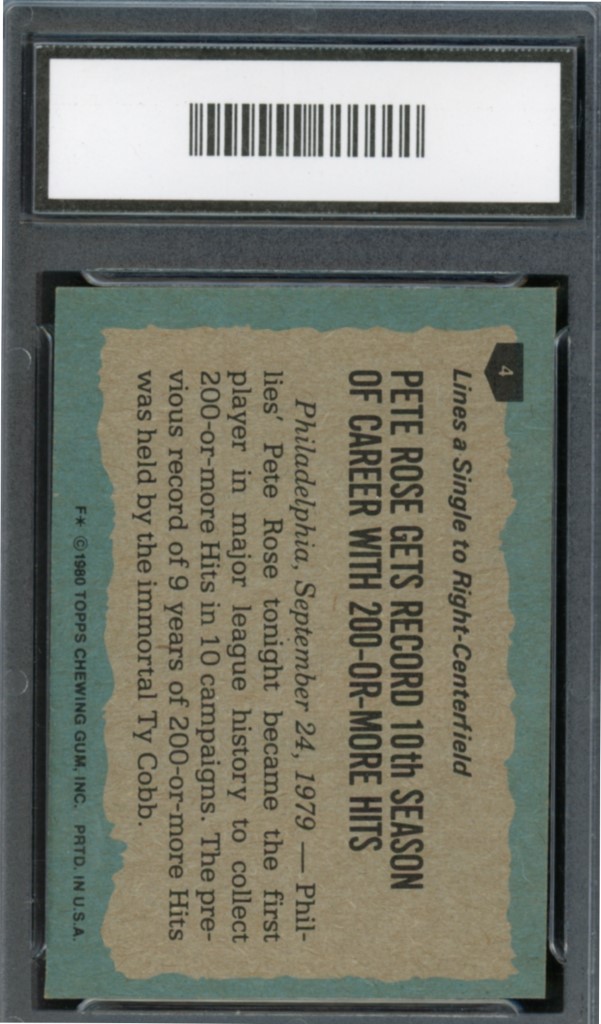 4
Lines a Single to Right-Centerfield
PETE ROSE GETS RECORD 10th SEASON
OF CAREER WITH 200-OR-MORE HITS
Philadelphia, September 24, 1979 — Phil-
lies' Pete Rose tonight became the first
player in major league history to collect
200-or-more Hits in 10 campaigns. The pre-
vious record of 9 years of 200-or-more Hits
was held by the immortal Ty Cobb.
F* ©1980 TOPPS CHEWING GUM, INC. PRTD. IN U.S.A.